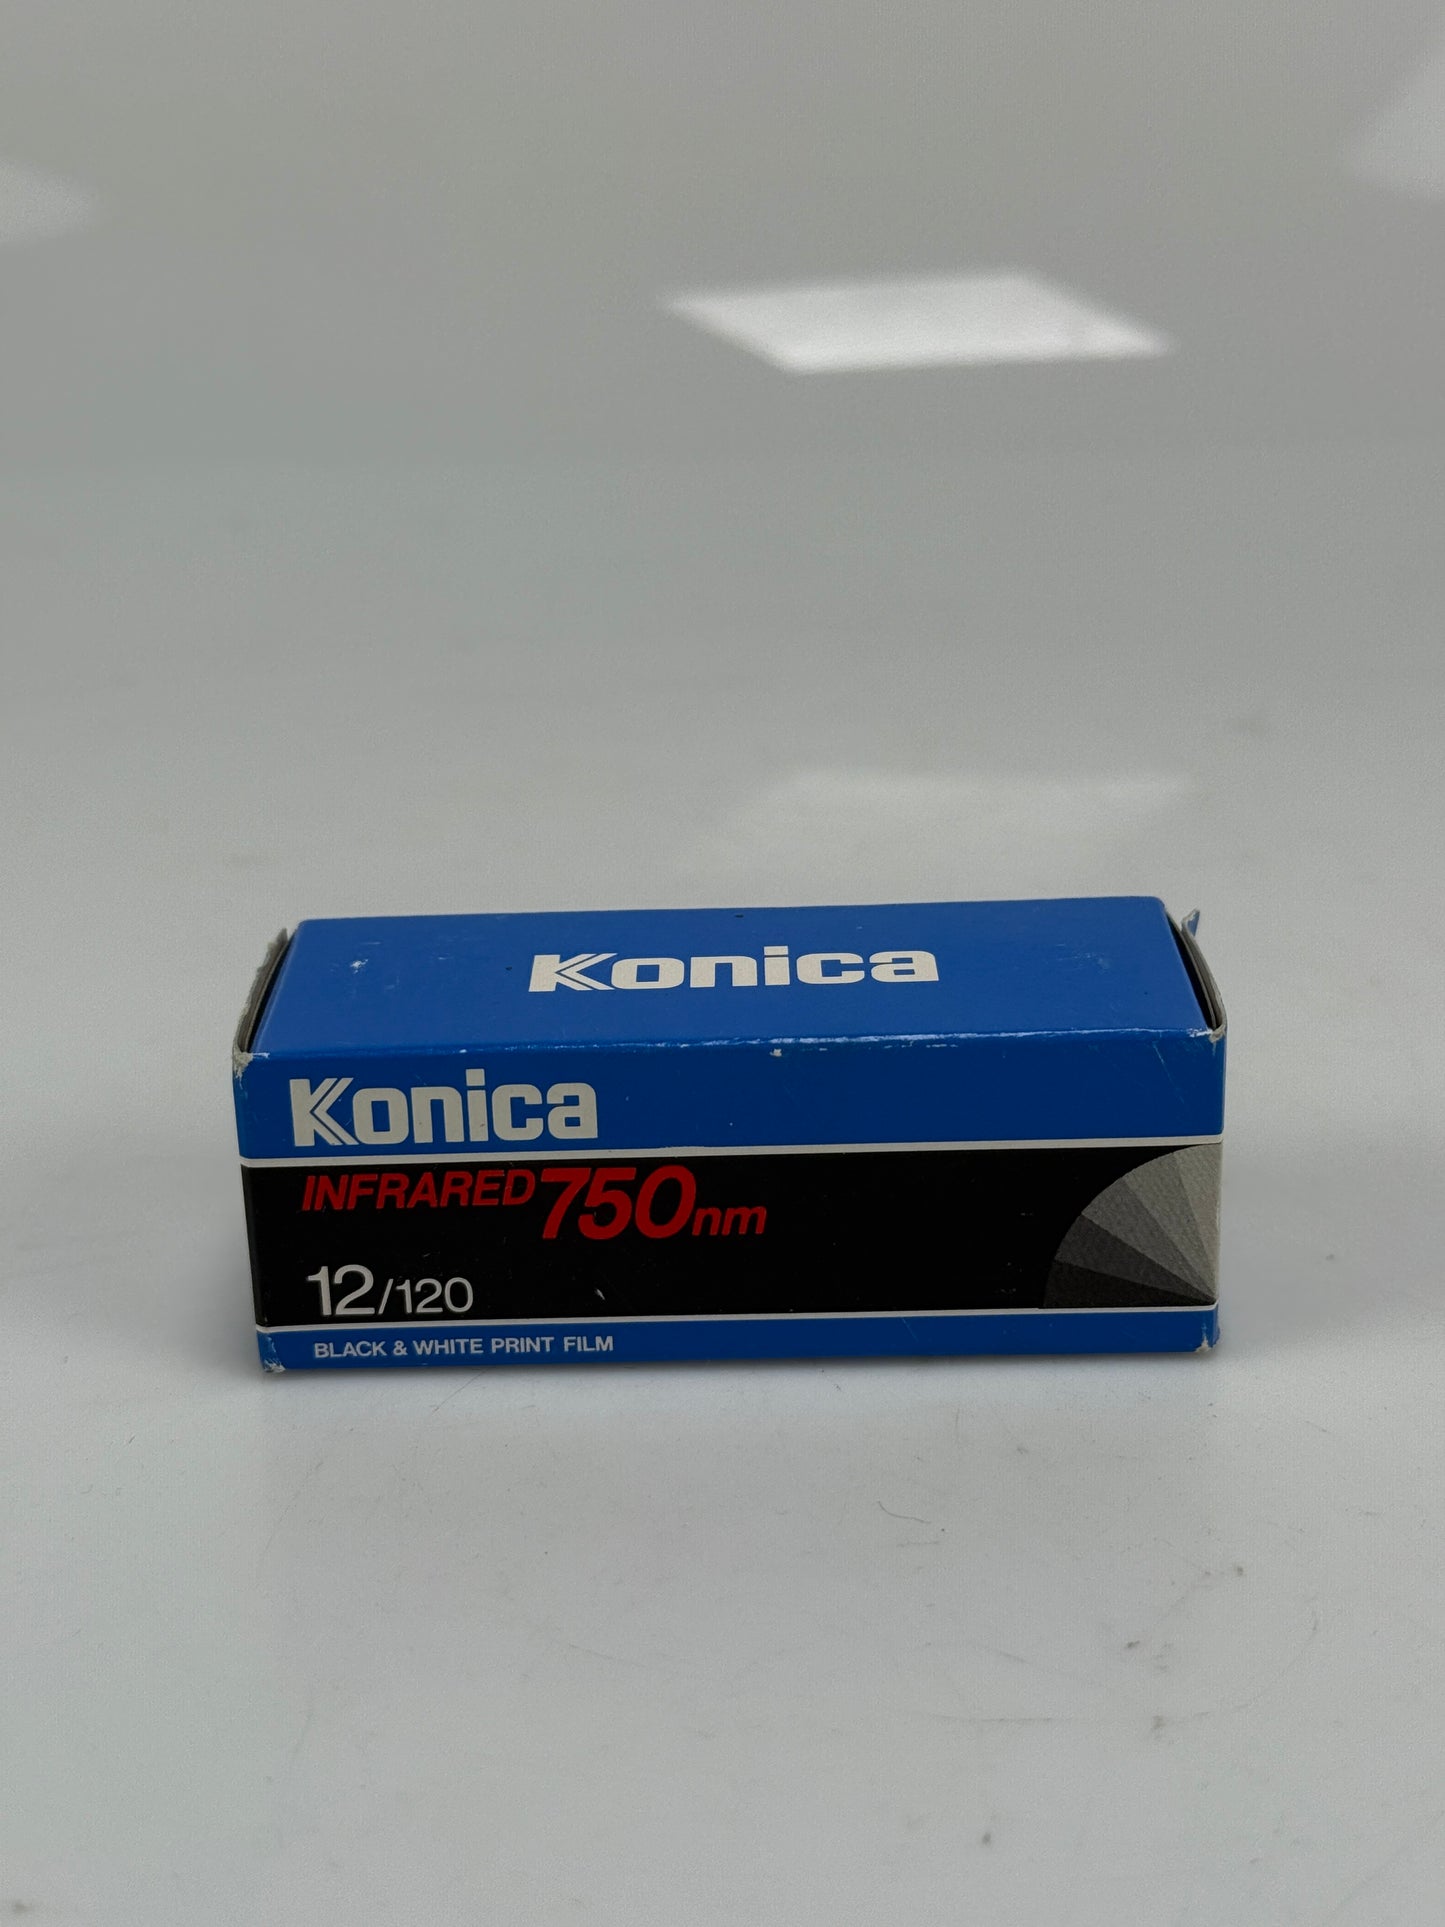 Konica
Konica
INFRARED 750nm
12/120
BLACK & WHITE PRINT FILM